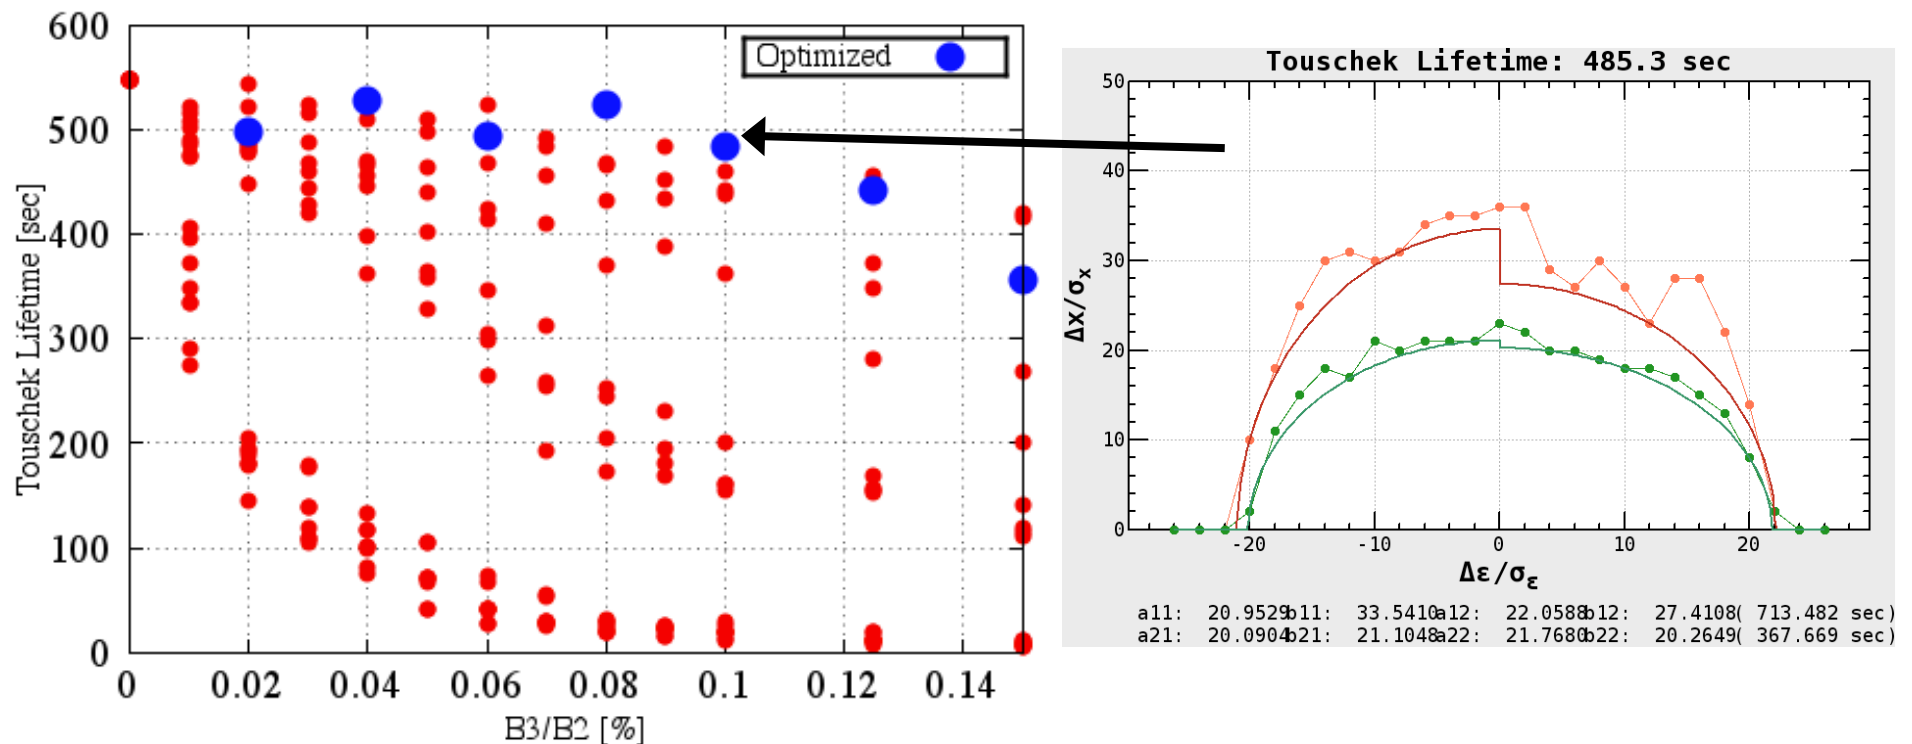 600
500
400
300
200
100
0
Touschek Lifetime [sec]
Optimized
0 0.02 0.04 0.06 0.08 0.1 0.12 0.14
B3/B2 [%]
Touschek Lifetime: 485.3 sec
50
40
30
20
10
0
Δx/σx
-20 -10 0 10 20
Δε/σε
a11: 20.9529b11: 33.5410a12: 22.0588b12: 27.4108( 713.482 sec)
a21: 20.0904b21: 21.1048a22: 21.7680b22: 20.2649( 367.669 sec)